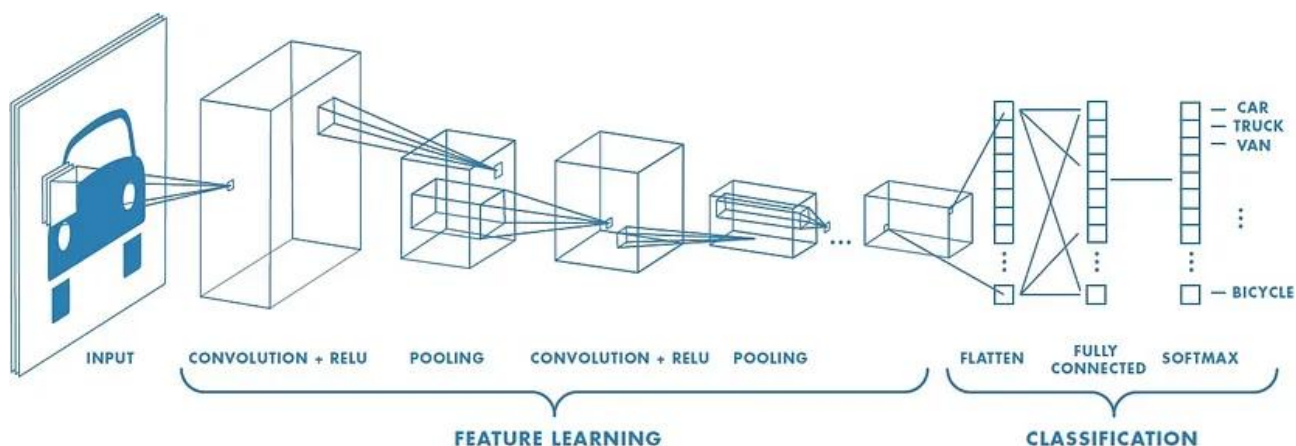 CAR
TRUCK
VAN
BICYCLE
INPUT
CONVOLUTION + RELU
POOLING
CONVOLUTION + RELU
POOLING
FLATTEN
FULLY
CONNECTED
SOFTMAX
FEATURE LEARNING
CLASSIFICATION